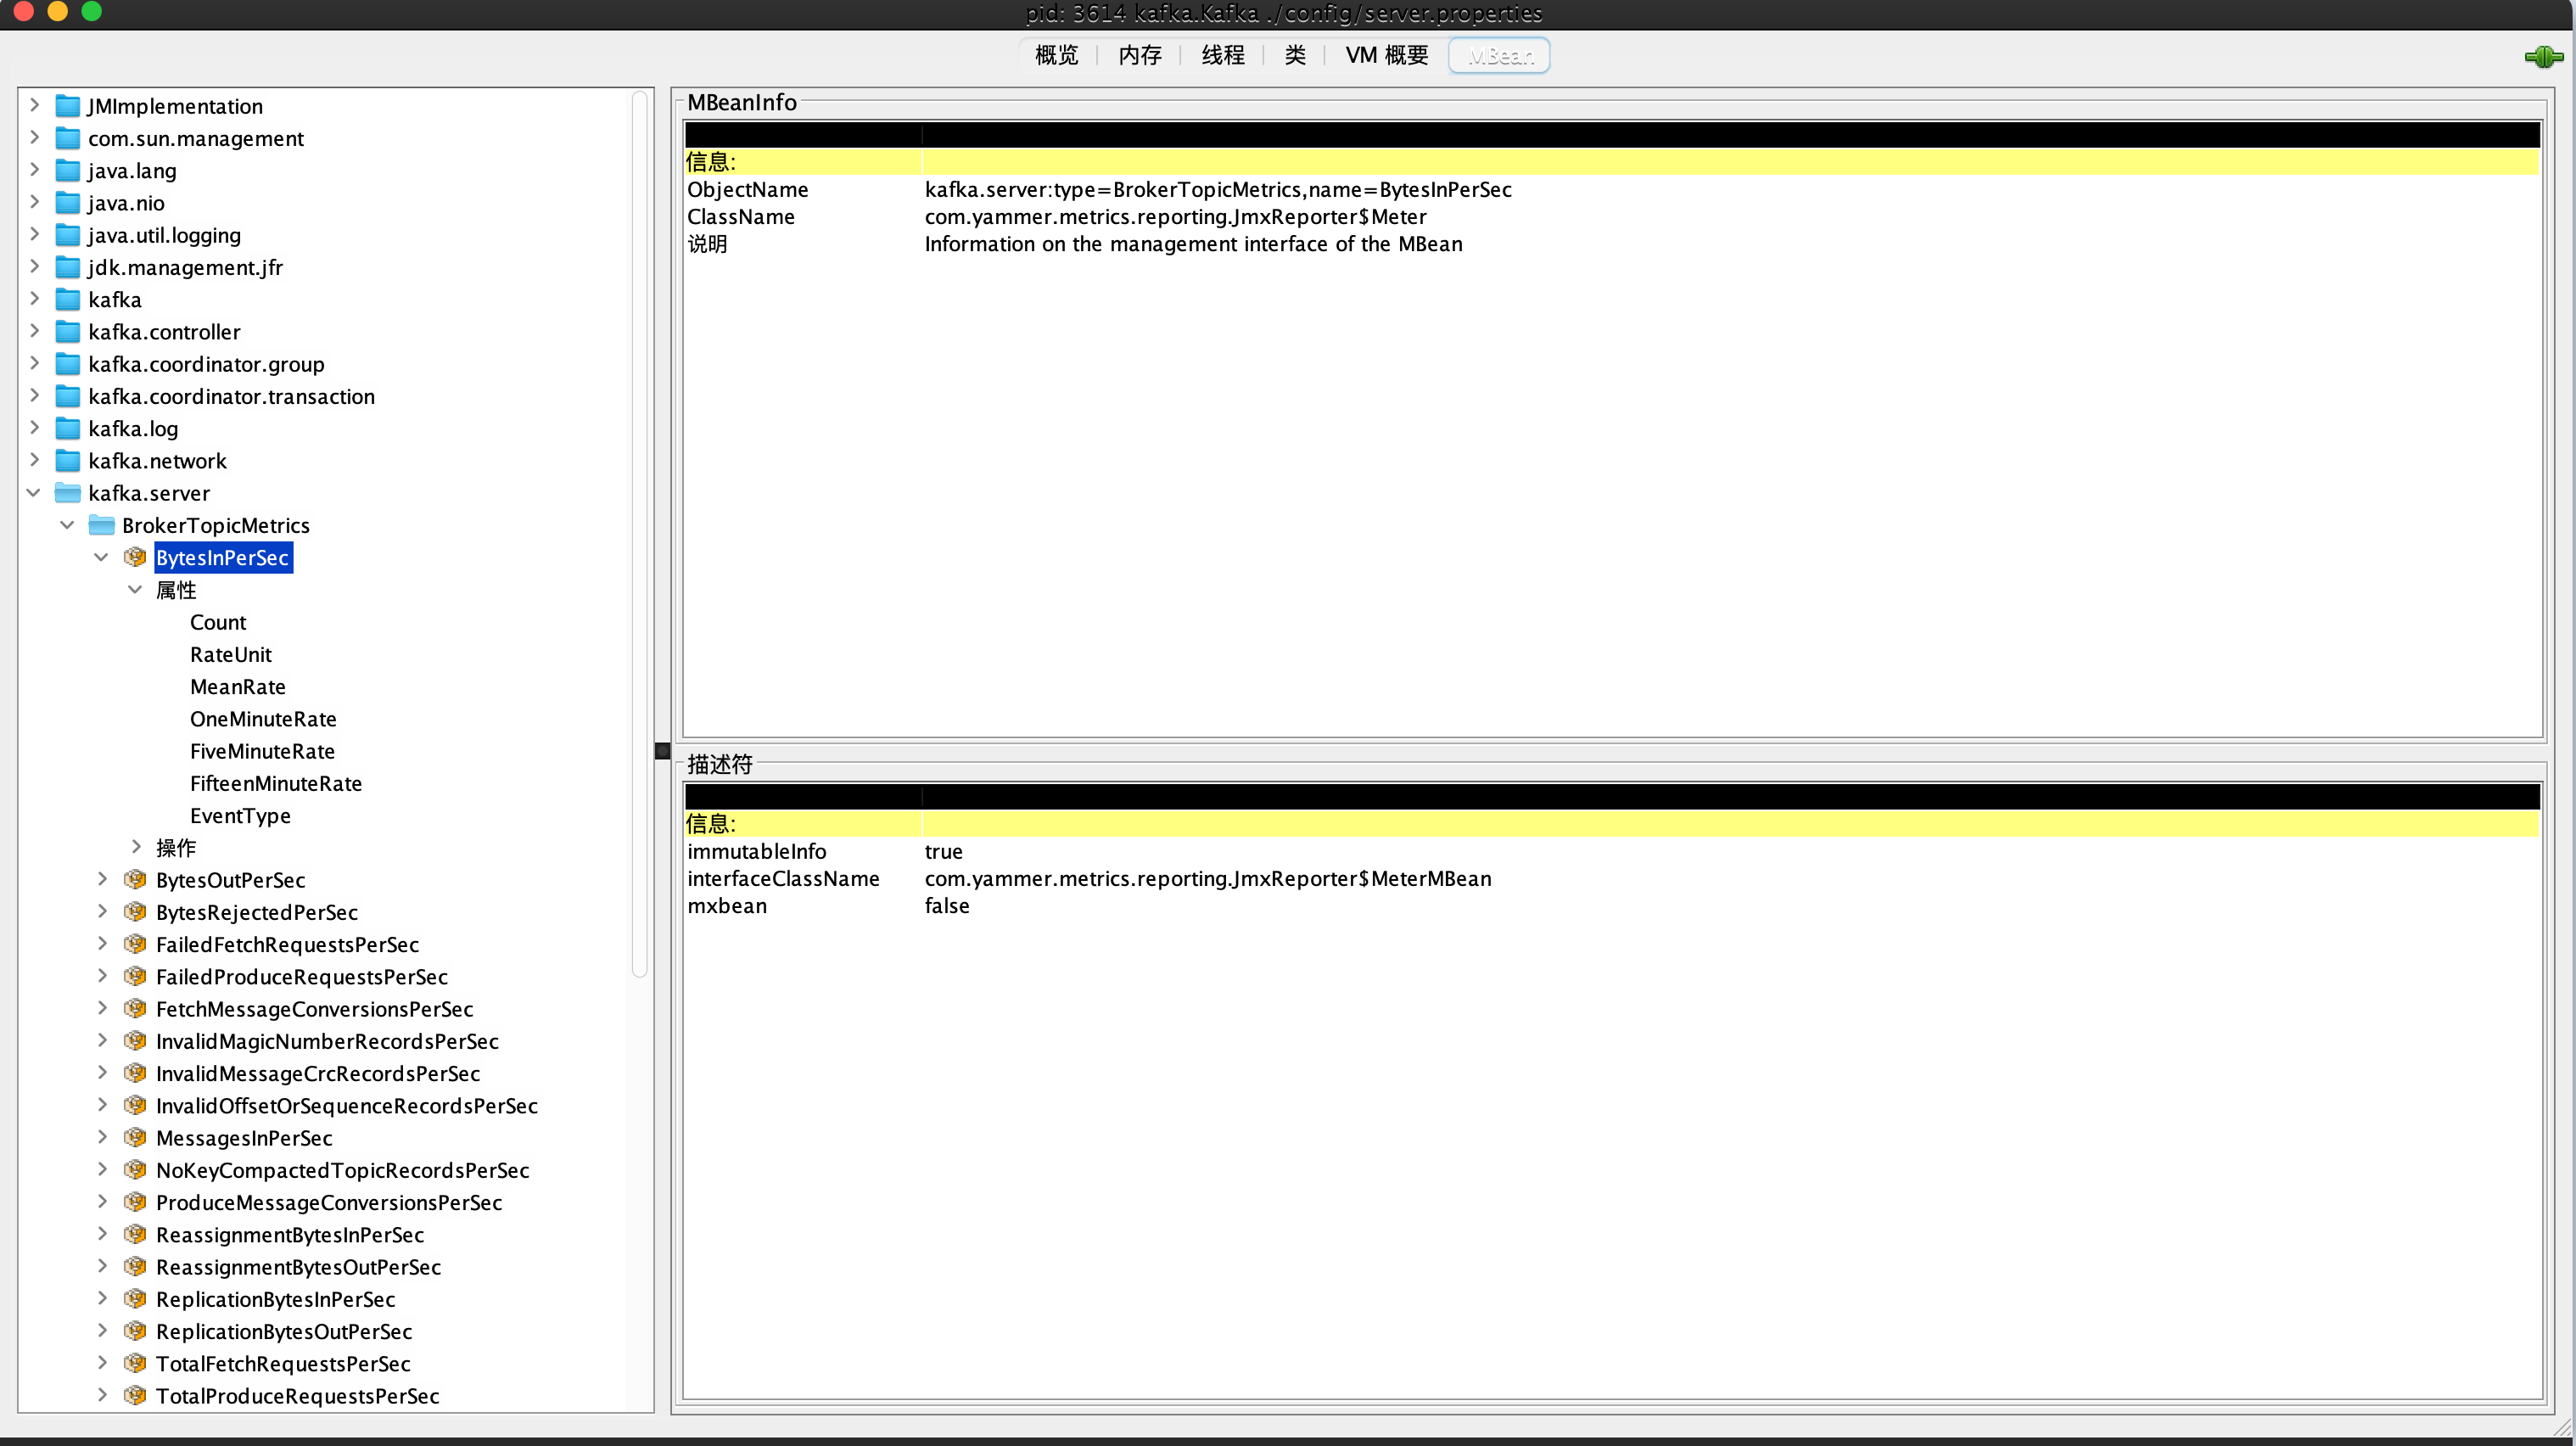 pid: 3614 kafka.Kafka ./config/server.properties
概览 内存 线程 类 VM 概要 MBean
JMImplementation
com.sun.management
java.lang
java.nio
java.util.logging
jdk.management.jfr
kafka
kafka.controller
kafka.coordinator.group
kafka.coordinator.transaction
kafka.log
kafka.network
kafka.server
BrokerTopicMetrics
BytesInPerSec
属性
Count
RateUnit
MeanRate
OneMinuteRate
FiveMinuteRate
FifteenMinuteRate
EventType
操作
BytesOutPerSec
BytesRejectedPerSec
FailedFetchRequestsPerSec
FailedProduceRequestsPerSec
FetchMessageConversionsPerSec
InvalidMagicNumberRecordsPerSec
InvalidMessageCrcRecordsPerSec
InvalidOffsetOrSequenceRecordsPerSec
MessagesInPerSec
NoKeyCompactedTopicRecordsPerSec
ProduceMessageConversionsPerSec
ReassignmentBytesInPerSec
ReassignmentBytesOutPerSec
ReplicationBytesInPerSec
ReplicationBytesOutPerSec
TotalFetchRequestsPerSec
TotalProduceRequestsPerSec
MBeanInfo
信息:
ObjectName kafka.server:type=BrokerTopicMetrics,name=BytesInPerSec
ClassName com.yammer.metrics.reporting.JmxReporter$Meter
说明 Information on the management interface of the MBean
描述符
信息:
immutableInfo true
interfaceClassName com.yammer.metrics.reporting.JmxReporter$MeterMBean
mxbean false